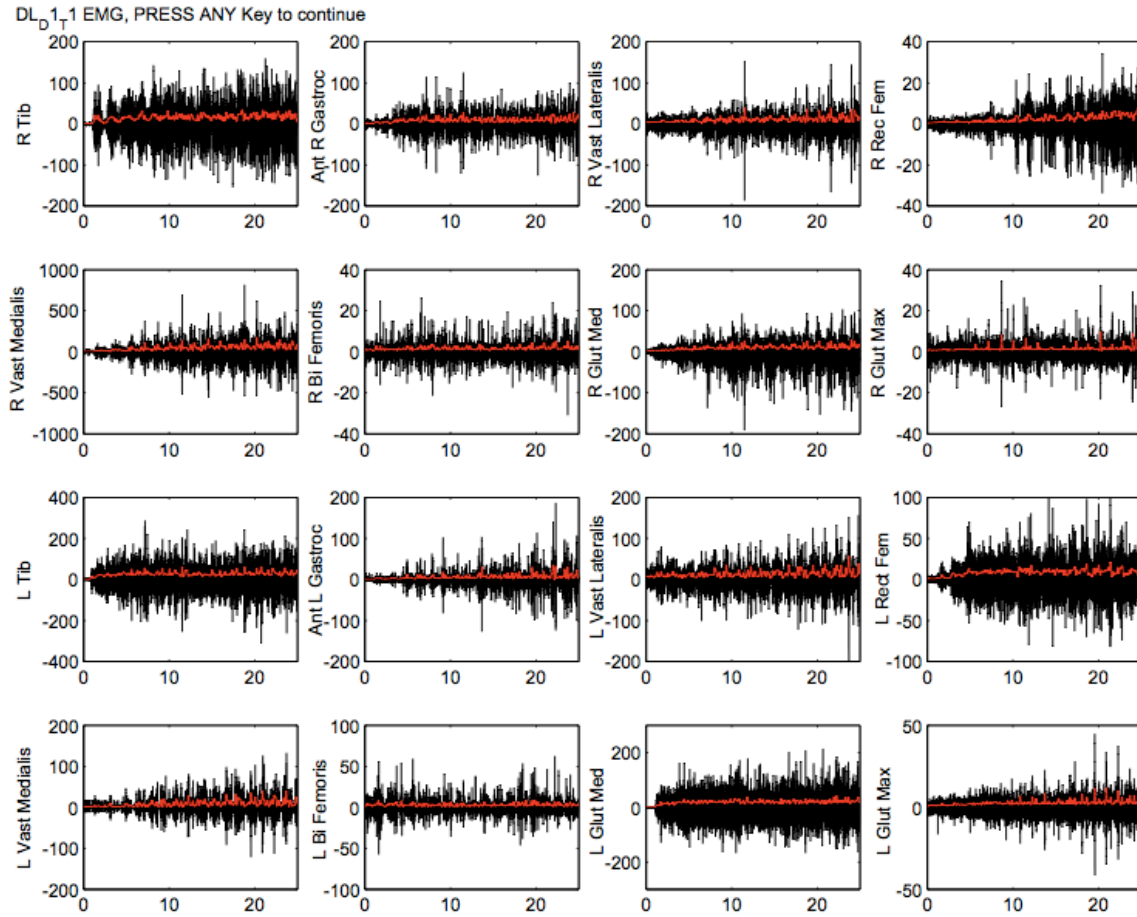 DL_D1_T1 EMG, PRESS ANY Key to continue
R Tib
200
100
0
-100
-200
0 10 20
Ant R Gastroc
200
100
0
-100
-200
0 10 20
R Vast Lateralis
200
100
0
-100
-200
0 10 20
R Rec Fem
40
20
0
-20
-40
0 10 20
R Vast Medialis
1000
500
0
-500
-1000
0 10 20
R Bi Femoris
40
20
0
-20
-40
0 10 20
R Glut Med
200
100
0
-100
-200
0 10 20
R Glut Max
40
20
0
-20
-40
0 10 20
L Tib
400
200
0
-200
-400
0 10 20
Ant L Gastroc
200
100
0
-100
-200
0 10 20
L Vast Lateralis
200
100
0
-100
-200
0 10 20
L Rect Fem
100
50
0
-50
-100
0 10 20
L Vast Medialis
200
100
0
-100
-200
0 10 20
L Bi Femoris
100
50
0
-50
-100
0 10 20
L Glut Med
200
0
-200
0 10 20
L Glut Max
50
0
-50
0 10 20